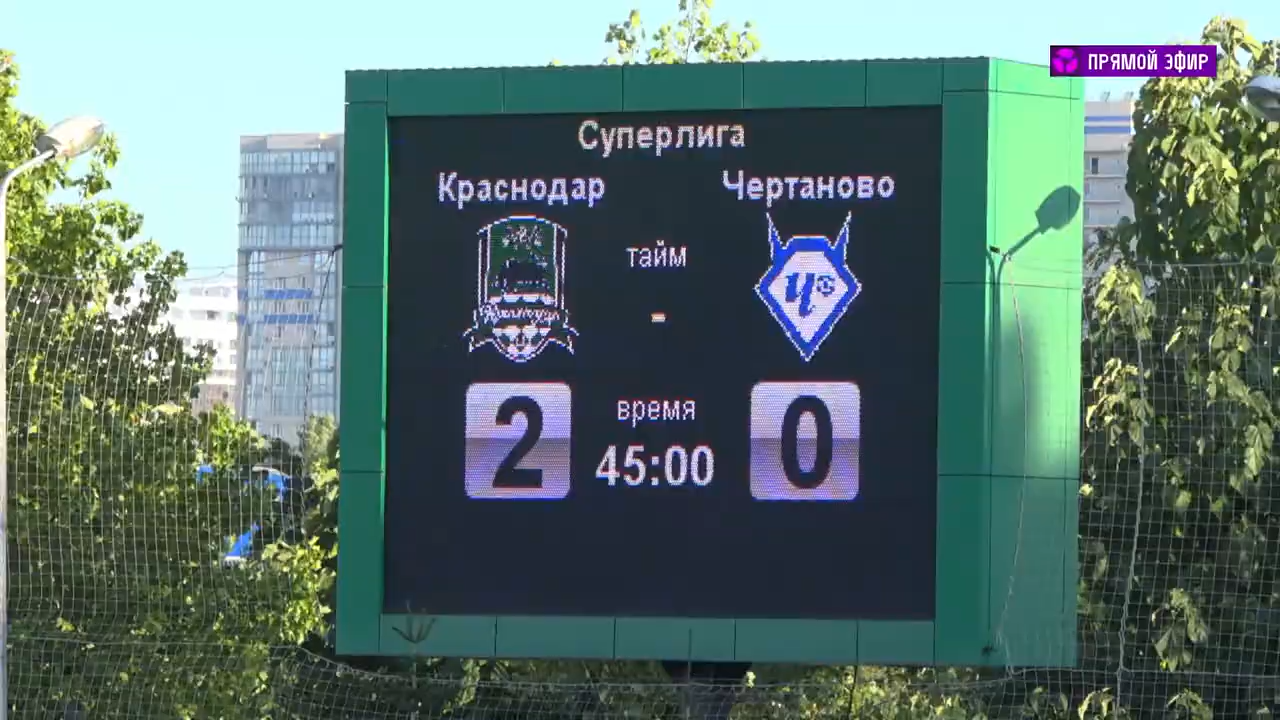 ПРЯМОЙ ЭФИР
Суперлига
Краснодар
Чертаново
тайм
-
2
время
45:00
0